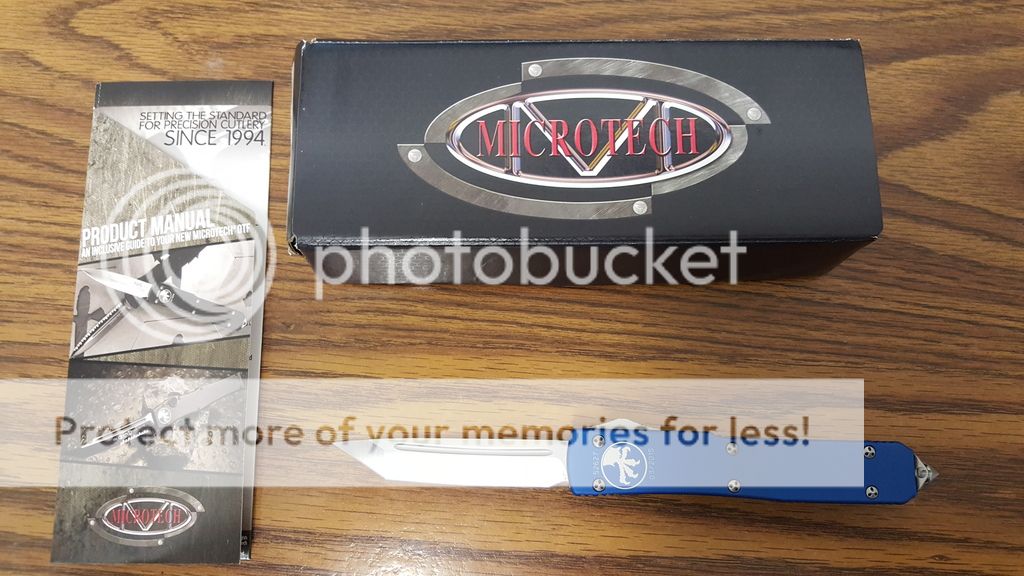 SETTING THE STANDARD
FOR PRECISION CUTLERY
SINCE 1994
PRODUCT MANUAL
AN INCLUSIVE GUIDE TO YOUR NEW MICROTECH® OTF
MICROTECH
MICROTECH
photobucket
Protect more of your memories for less!